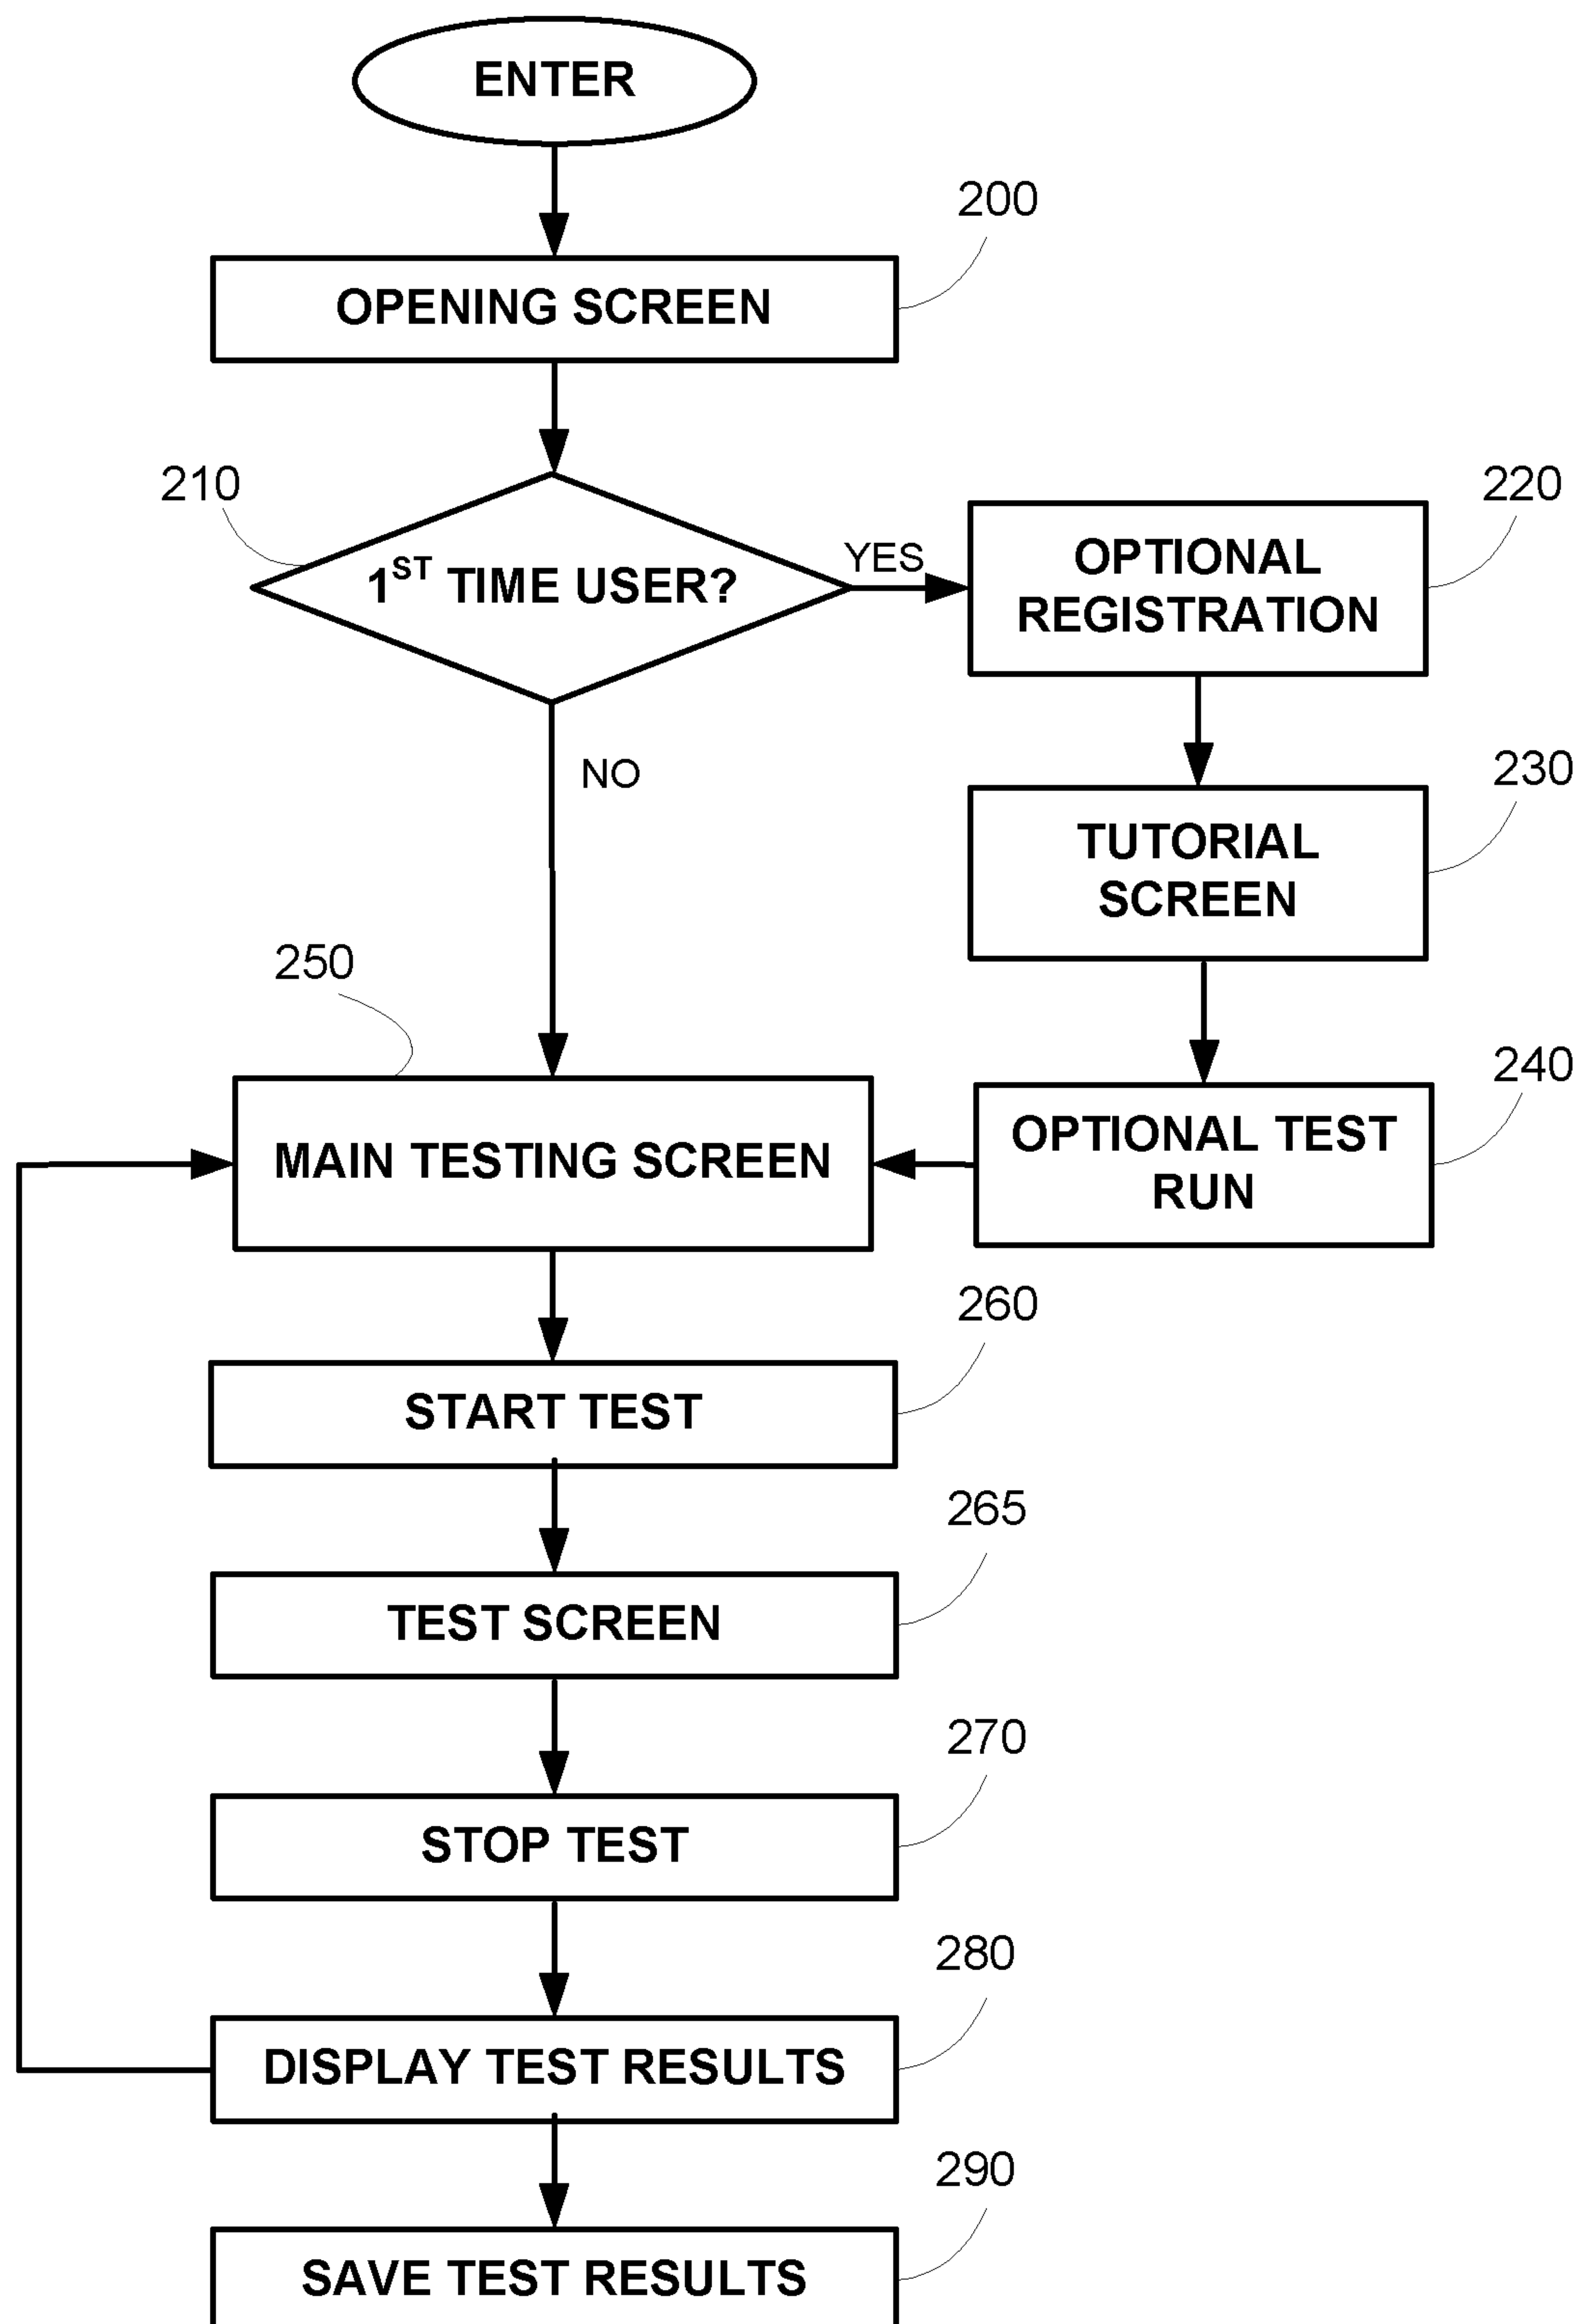 ENTER
200
OPENING SCREEN
210
1ST TIME USER?
YES
220
OPTIONAL
REGISTRATION
NO
230
TUTORIAL
SCREEN
250
MAIN TESTING SCREEN
240
OPTIONAL TEST
RUN
260
START TEST
265
TEST SCREEN
270
STOP TEST
280
DISPLAY TEST RESULTS
290
SAVE TEST RESULTS